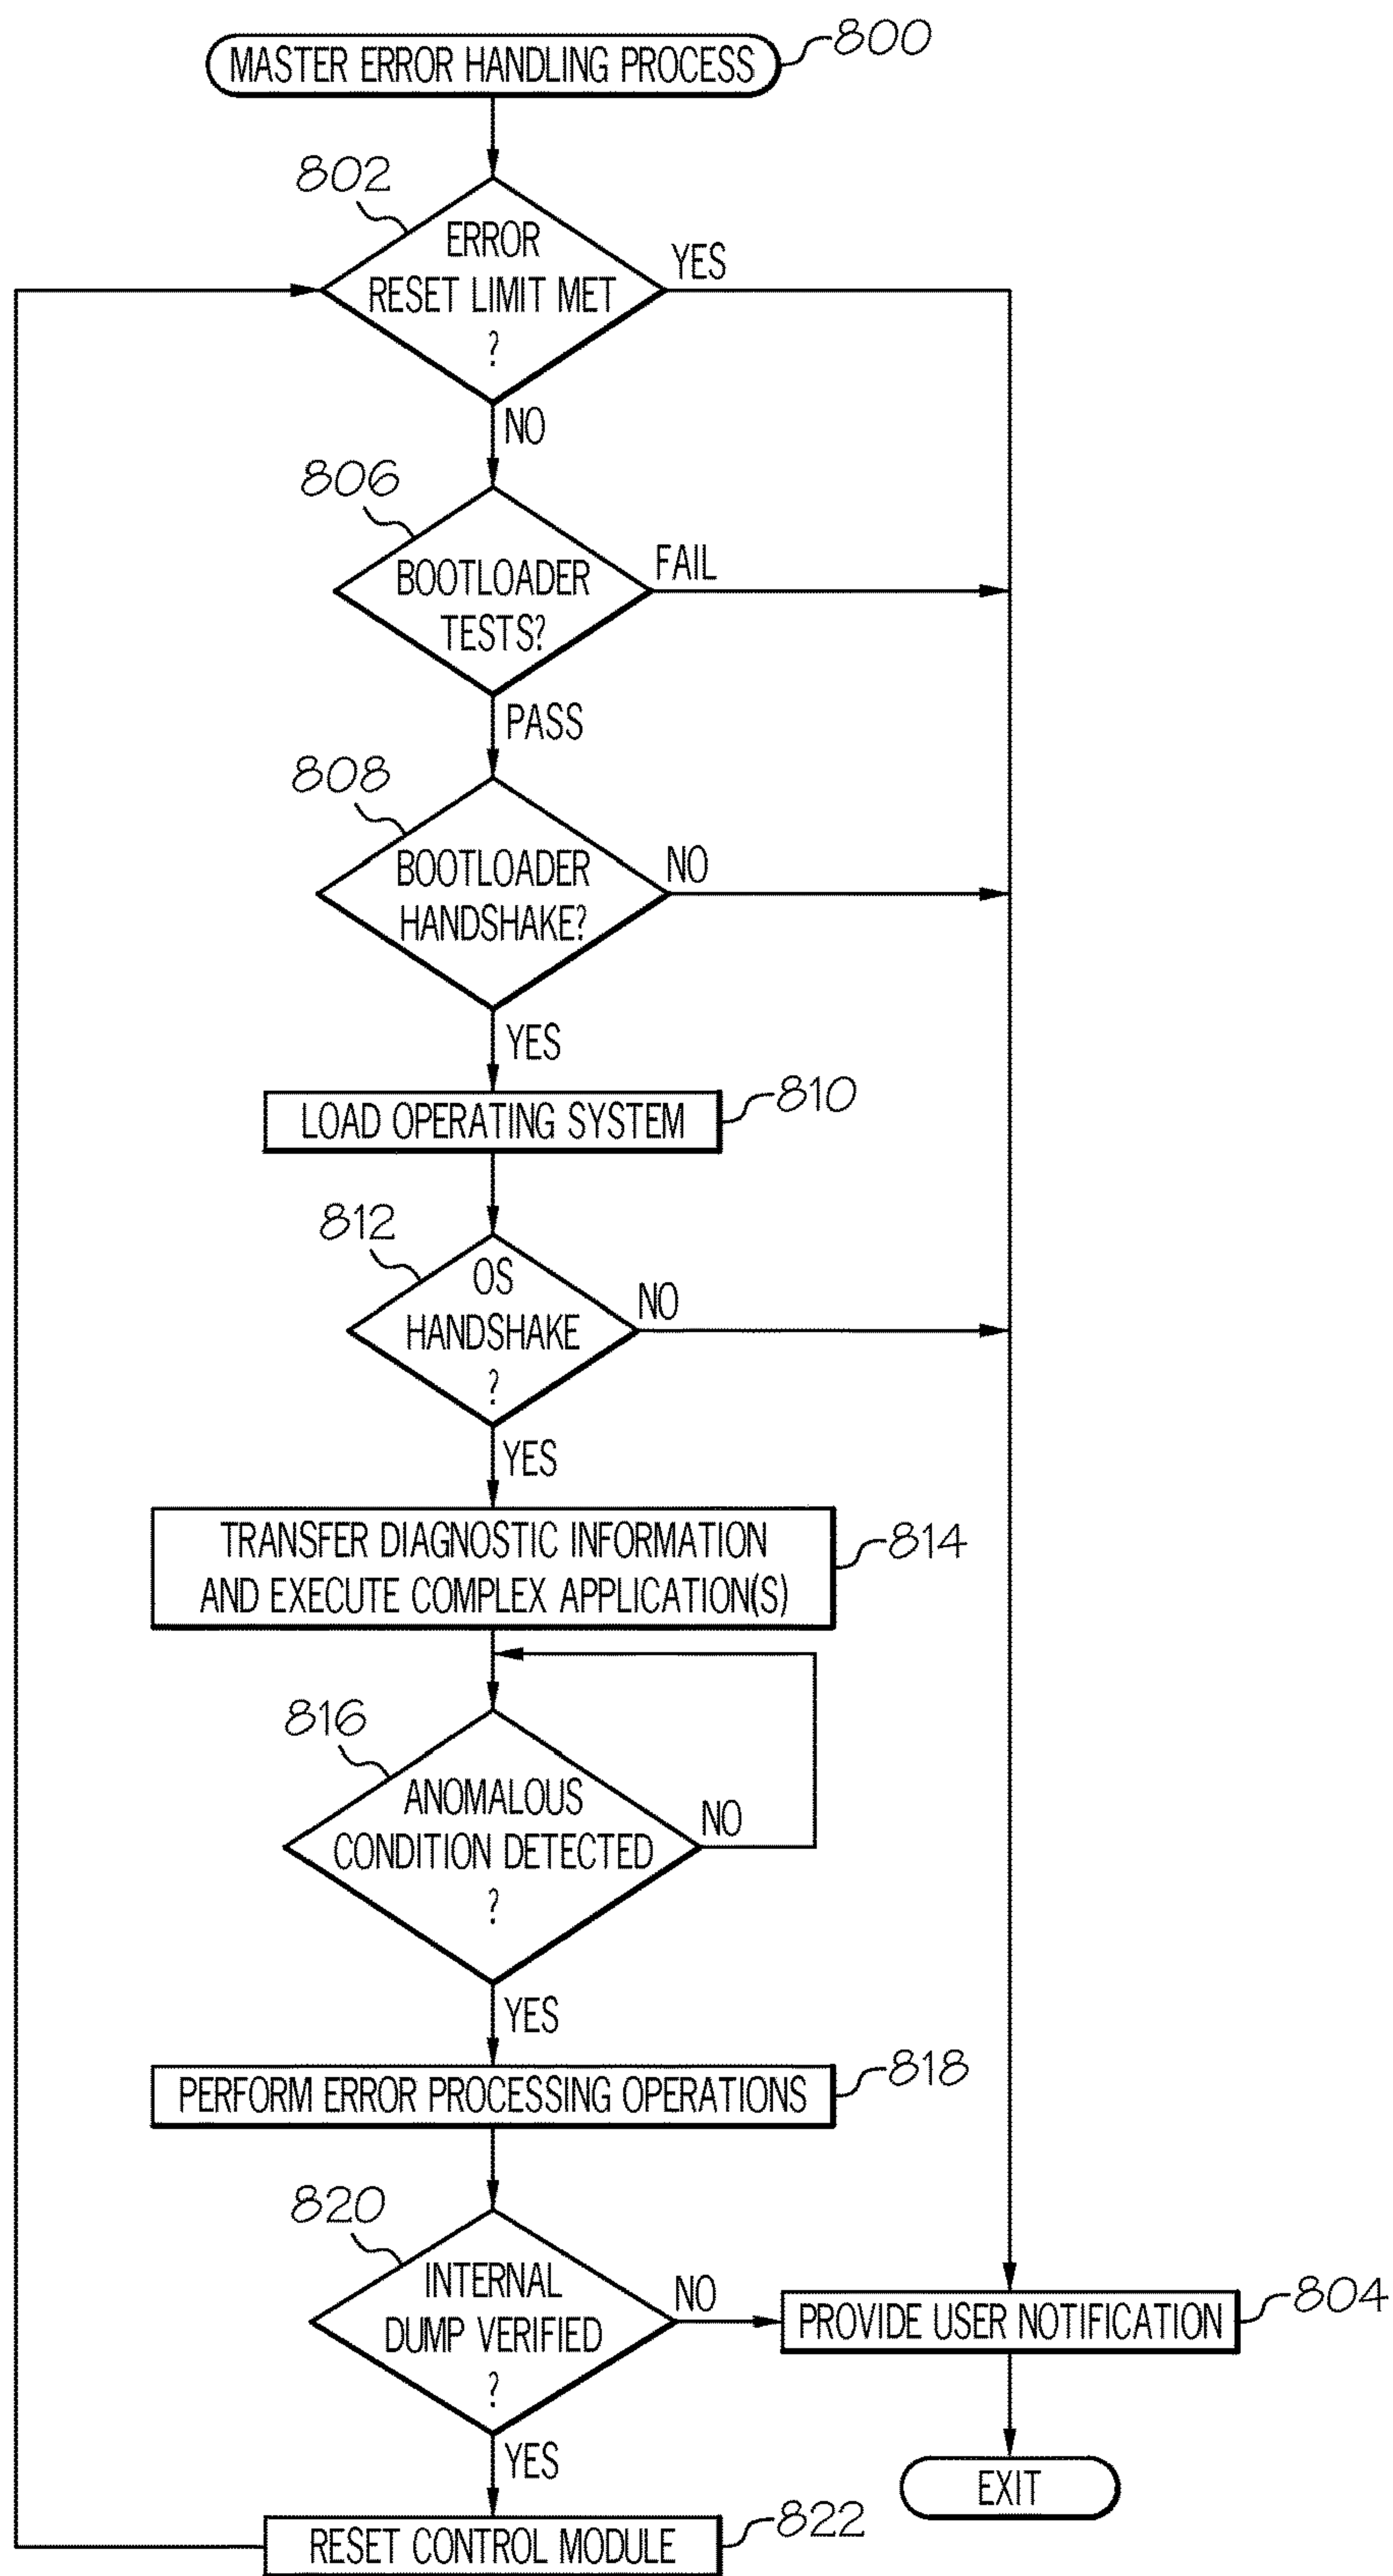 MASTER ERROR HANDLING PROCESS
800
802
ERROR
RESET LIMIT MET
?
YES
NO
806
BOOTLOADER
TESTS?
FAIL
PASS
808
BOOTLOADER
HANDSHAKE?
NO
YES
LOAD OPERATING SYSTEM
810
812
OS
HANDSHAKE
?
NO
YES
TRANSFER DIAGNOSTIC INFORMATION
AND EXECUTE COMPLEX APPLICATION(S)
814
816
ANOMALOUS
CONDITION DETECTED
?
NO
YES
PERFORM ERROR PROCESSING OPERATIONS
818
820
INTERNAL
DUMP VERIFIED
?
NO
PROVIDE USER NOTIFICATION
804
YES
EXIT
RESET CONTROL MODULE
822